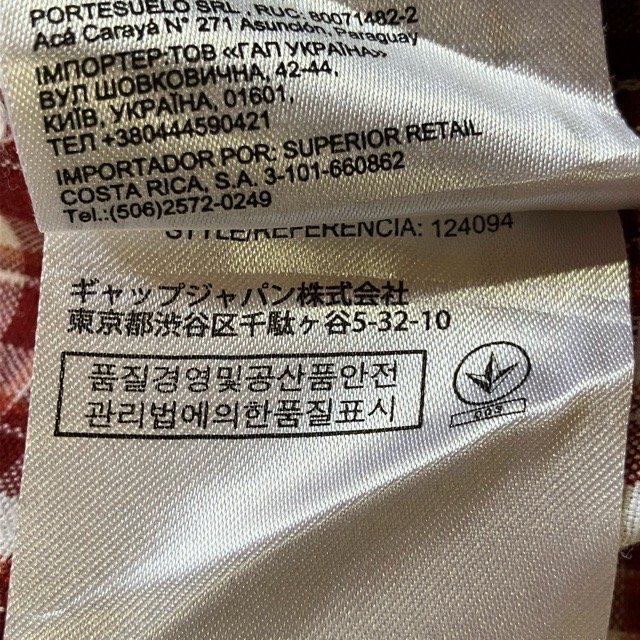 PORTESUELO SRL. RUC: 80071482-2
Acá Carayá N° 271 Asunción, Paraguay
ІМПОРТЕР:ТОВ «ГАП УКРАЇНА»
ВУЛ ШОВКОВИЧНА, 42-44,
КИЇВ, УКРАЇНА, 01601,
ТЕЛ +380444590421
IMPORTADOR POR: SUPERIOR RETAIL
COSTA RICA, S.A. 3-101-660862
Tel.:(506)2572-0249
STYLE/REFERENCIA: 124094
ギャップジャパン株式会社
東京都渋谷区千駄ヶ谷5-32-10
품질경영및공산품안전
관리법에의한품질표시
003